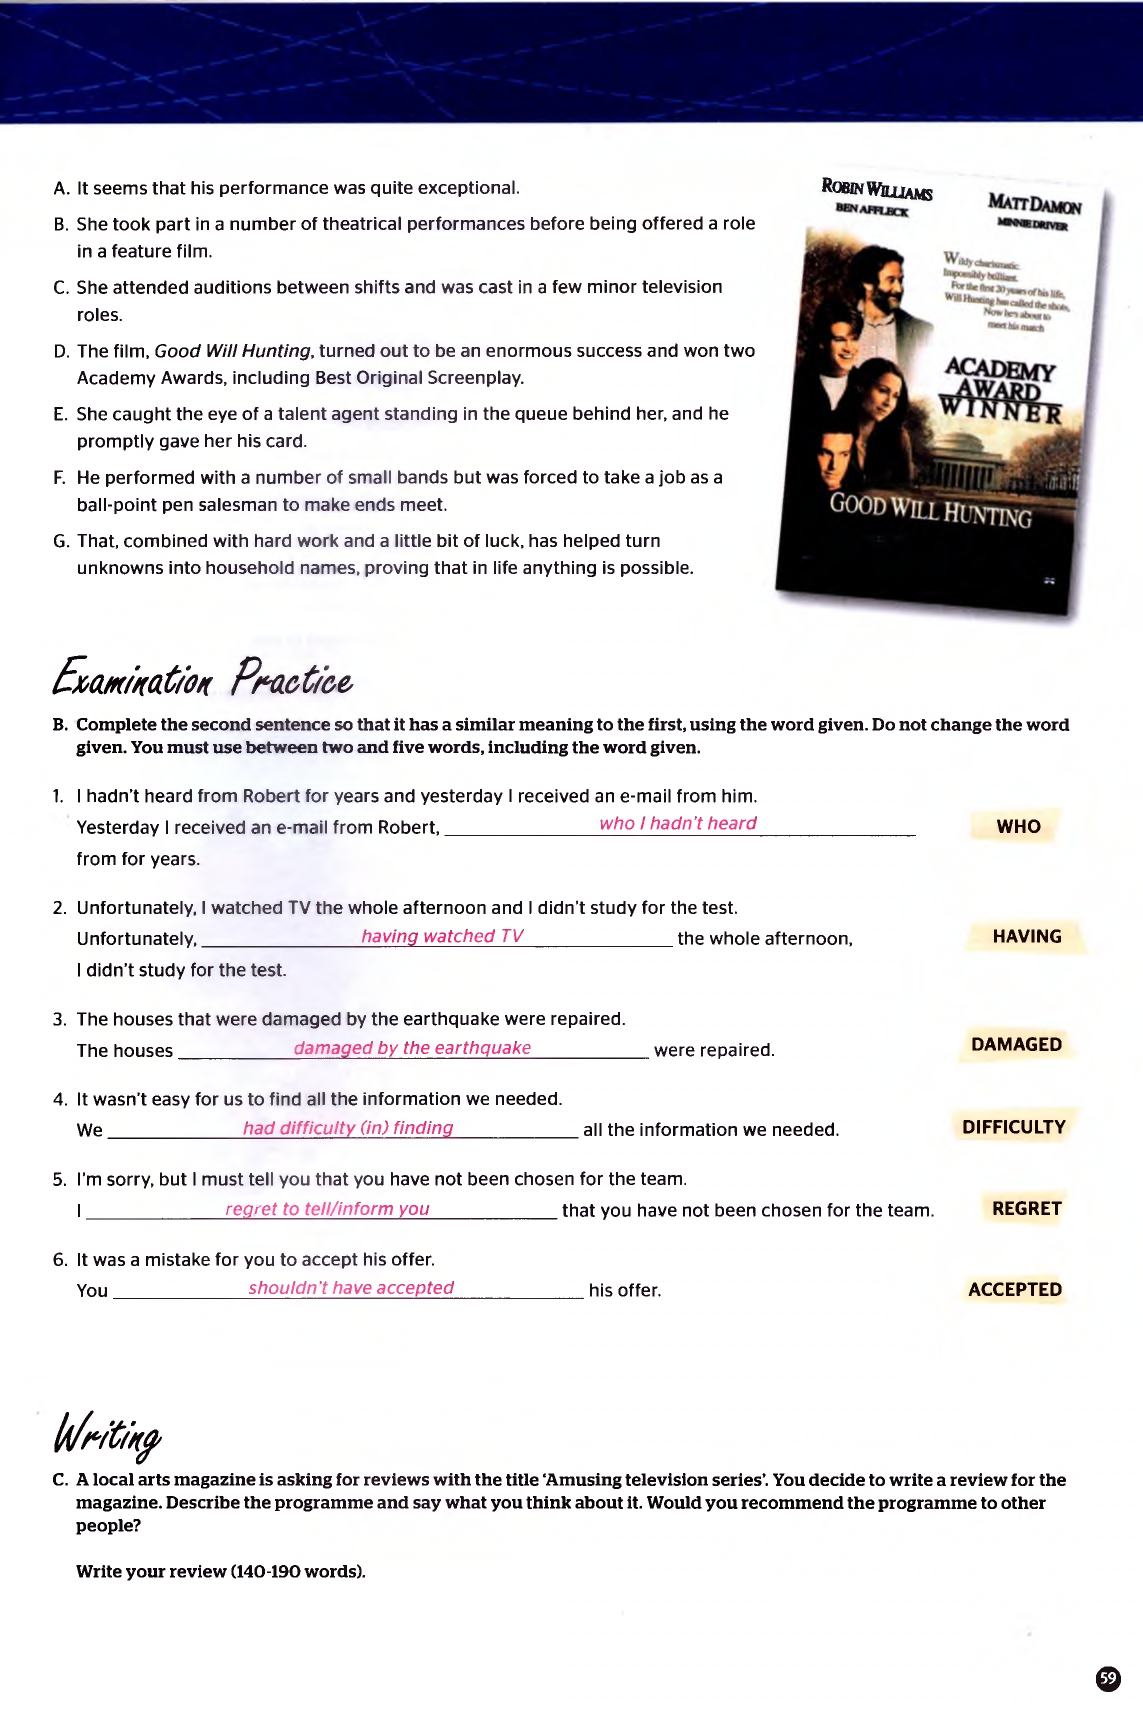 A. It seems that his performance was quite exceptional.
B. She took part in a number of theatrical performances before being offered a role
in a feature film.
C. She attended auditions between shifts and was cast in a few minor television
roles.
D. The film, Good Will Hunting, turned out to be an enormous success and won two
Academy Awards, including Best Original Screenplay.
E. She caught the eye of a talent agent standing in the queue behind her, and he
promptly gave her his card.
F. He performed with a number of small bands but was forced to take a job as a
ball-point pen salesman to make ends meet.
G. That, combined with hard work and a little bit of luck, has helped turn
unknowns into household names, proving that in life anything is possible.
ROBIN WILLIAMS
BEN AFFLECK
MATT DAMON
MINNIE DRIVER
Wildly charismatic.
Impossibly brilliant.
For the first 20 years of his life,
Will Hunting has called the shots.
Now he's about to
meet his match
ACADEMY
AWARD
WINNER
GOOD WILL HUNTING
Examination Practice
B. Complete the second sentence so that it has a similar meaning to the first, using the word given. Do not change the word
given. You must use between two and five words, including the word given.
1. I hadn't heard from Robert for years and yesterday I received an e-mail from him.
Yesterday I received an e-mail from Robert, who I hadn't heard WHO
from for years.
2. Unfortunately, I watched TV the whole afternoon and I didn't study for the test.
Unfortunately, having watched TV the whole afternoon, HAVING
I didn't study for the test.
3. The houses that were damaged by the earthquake were repaired.
The houses damaged by the earthquake were repaired. DAMAGED
4. It wasn't easy for us to find all the information we needed.
We had difficulty (in) finding all the information we needed. DIFFICULTY
5. I'm sorry, but I must tell you that you have not been chosen for the team.
I regret to tell/inform you that you have not been chosen for the team. REGRET
6. It was a mistake for you to accept his offer.
You shouldn't have accepted his offer. ACCEPTED
Writing
C. A local arts magazine is asking for reviews with the title 'Amusing television series'. You decide to write a review for the
magazine. Describe the programme and say what you think about it. Would you recommend the programme to other
people?
Write your review (140-190 words).
59